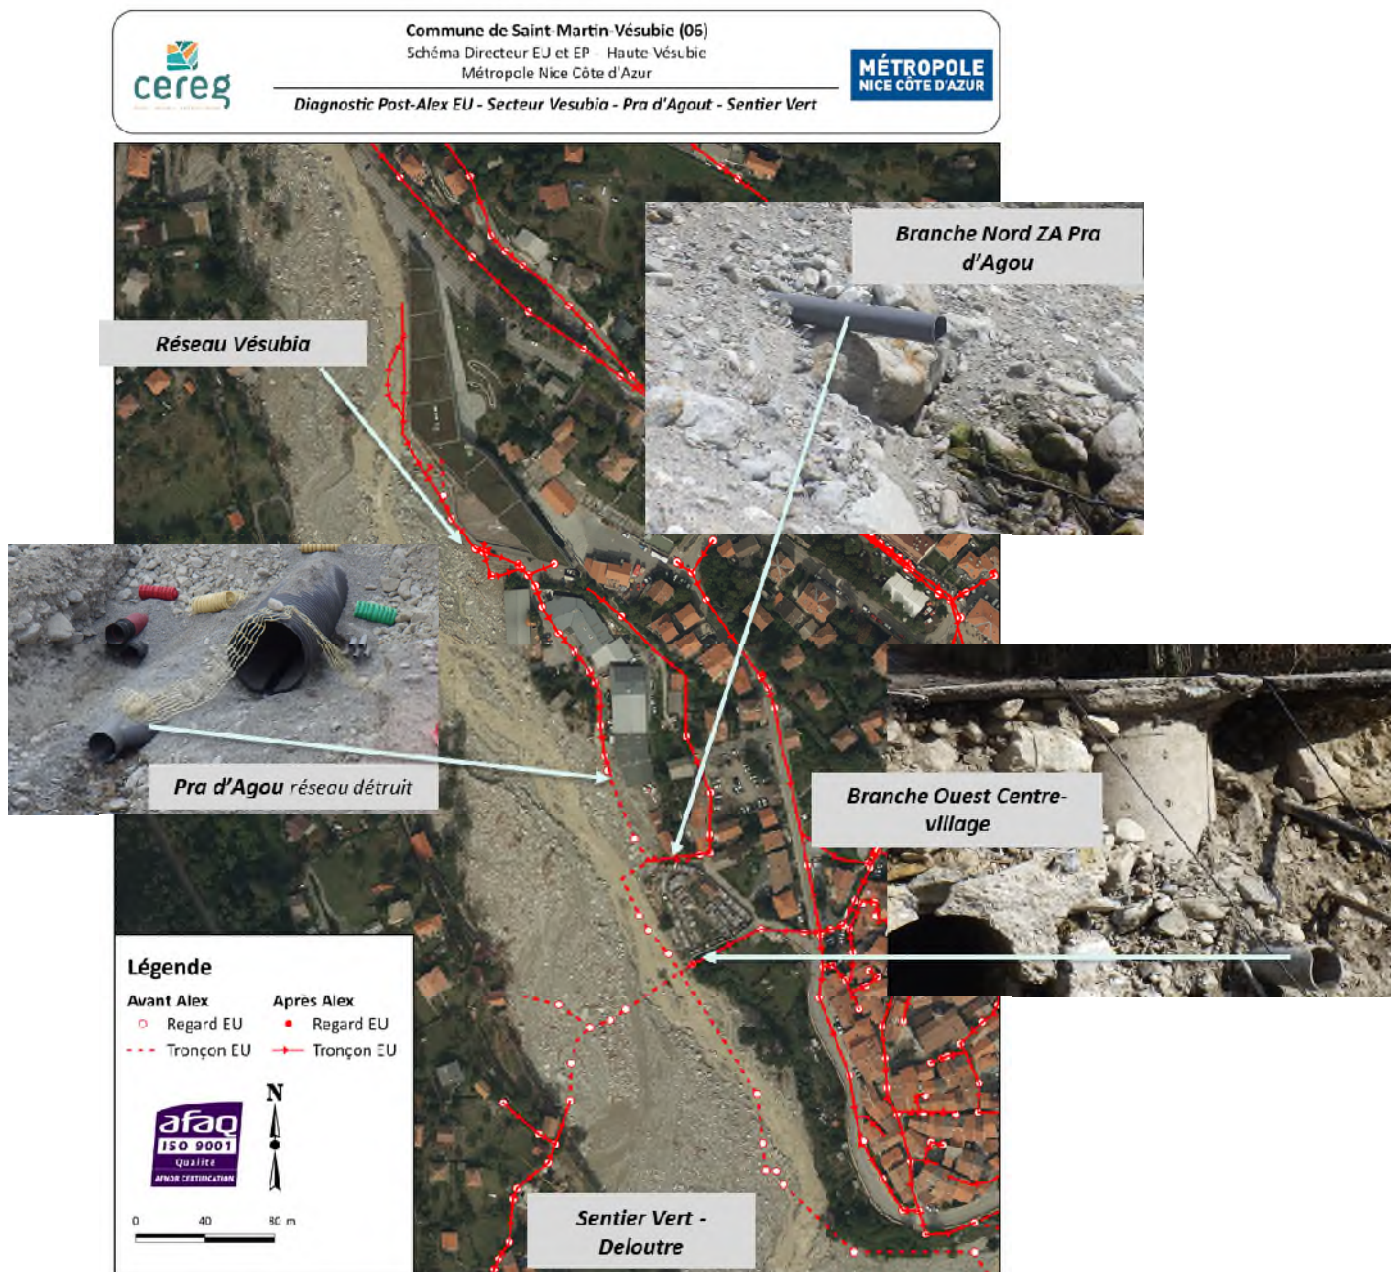 cereg
Commune de Saint-Martin-Vésubie (06)
Schéma Directeur EU et EP - Haute-Vésubie
Métropole Nice Côte d'Azur
Diagnostic Post-Alex EU - Secteur Vesubia - Pra d'Agout - Sentier Vert
MÉTROPOLE
NICE CÔTE D'AZUR
Branche Nord ZA Pra
d'Agou
Réseau Vésubia
Pra d'Agou réseau détruit
Branche Ouest Centre-
village
Légende
Avant Alex
Après Alex
Regard EU
Regard EU
Tronçon EU
Tronçon EU
N
afaq
ISO 9001
Qualité
AFNOR CERTIFICATION
0 40 80 m
Sentier Vert -
Deloutre